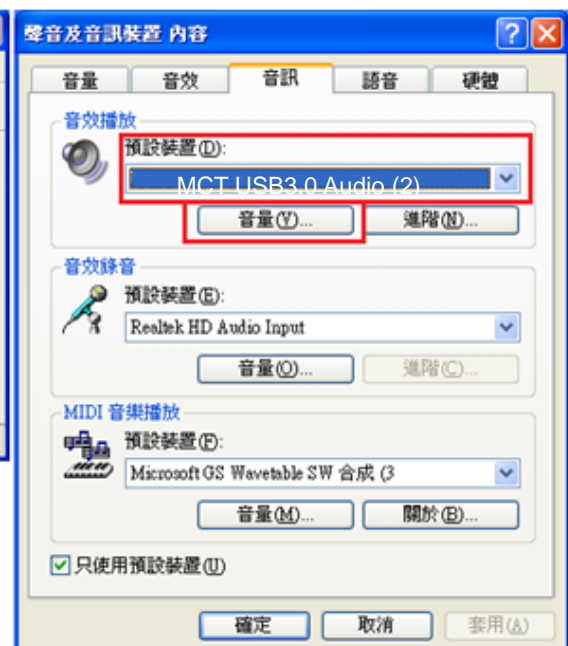 聲音及音訊裝置 內容
音量 音效 音訊 語音 硬體
音效播放
預設裝置(D):
MCT USB3.0 Audio (2)
音量(V)... 進階(N)...
音效錄音
預設裝置(E):
Realtek HD Audio Input
音量(O)... 進階(C)...
MIDI 音樂播放
預設裝置(F):
Microsoft GS Wavetable SW 合成 (3
音量(M)... 關於(B)...
只使用預設裝置(U)
確定 取消 套用(A)